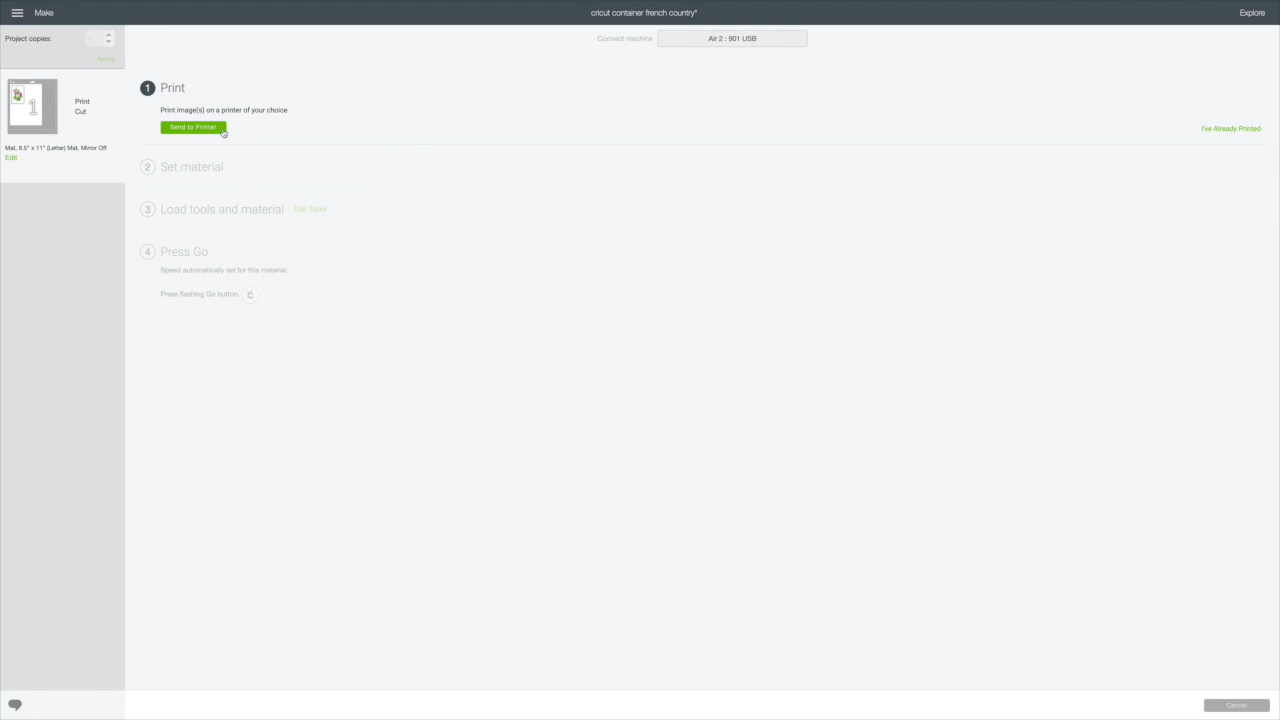 Make
cricut container french country*
Explore
Project copies:
Apply
Connect machine
Air 2 : 901 USB
1
Print
Cut
Mat, 8.5" x 11" (Letter) Mat, Mirror Off
Edit
1 Print
Print image(s) on a printer of your choice
Send to Printer
I've Already Printed
2 Set material
3 Load tools and material Edit Tools
4 Press Go
Speed automatically set for this material.
Press flashing Go button.
Cancel